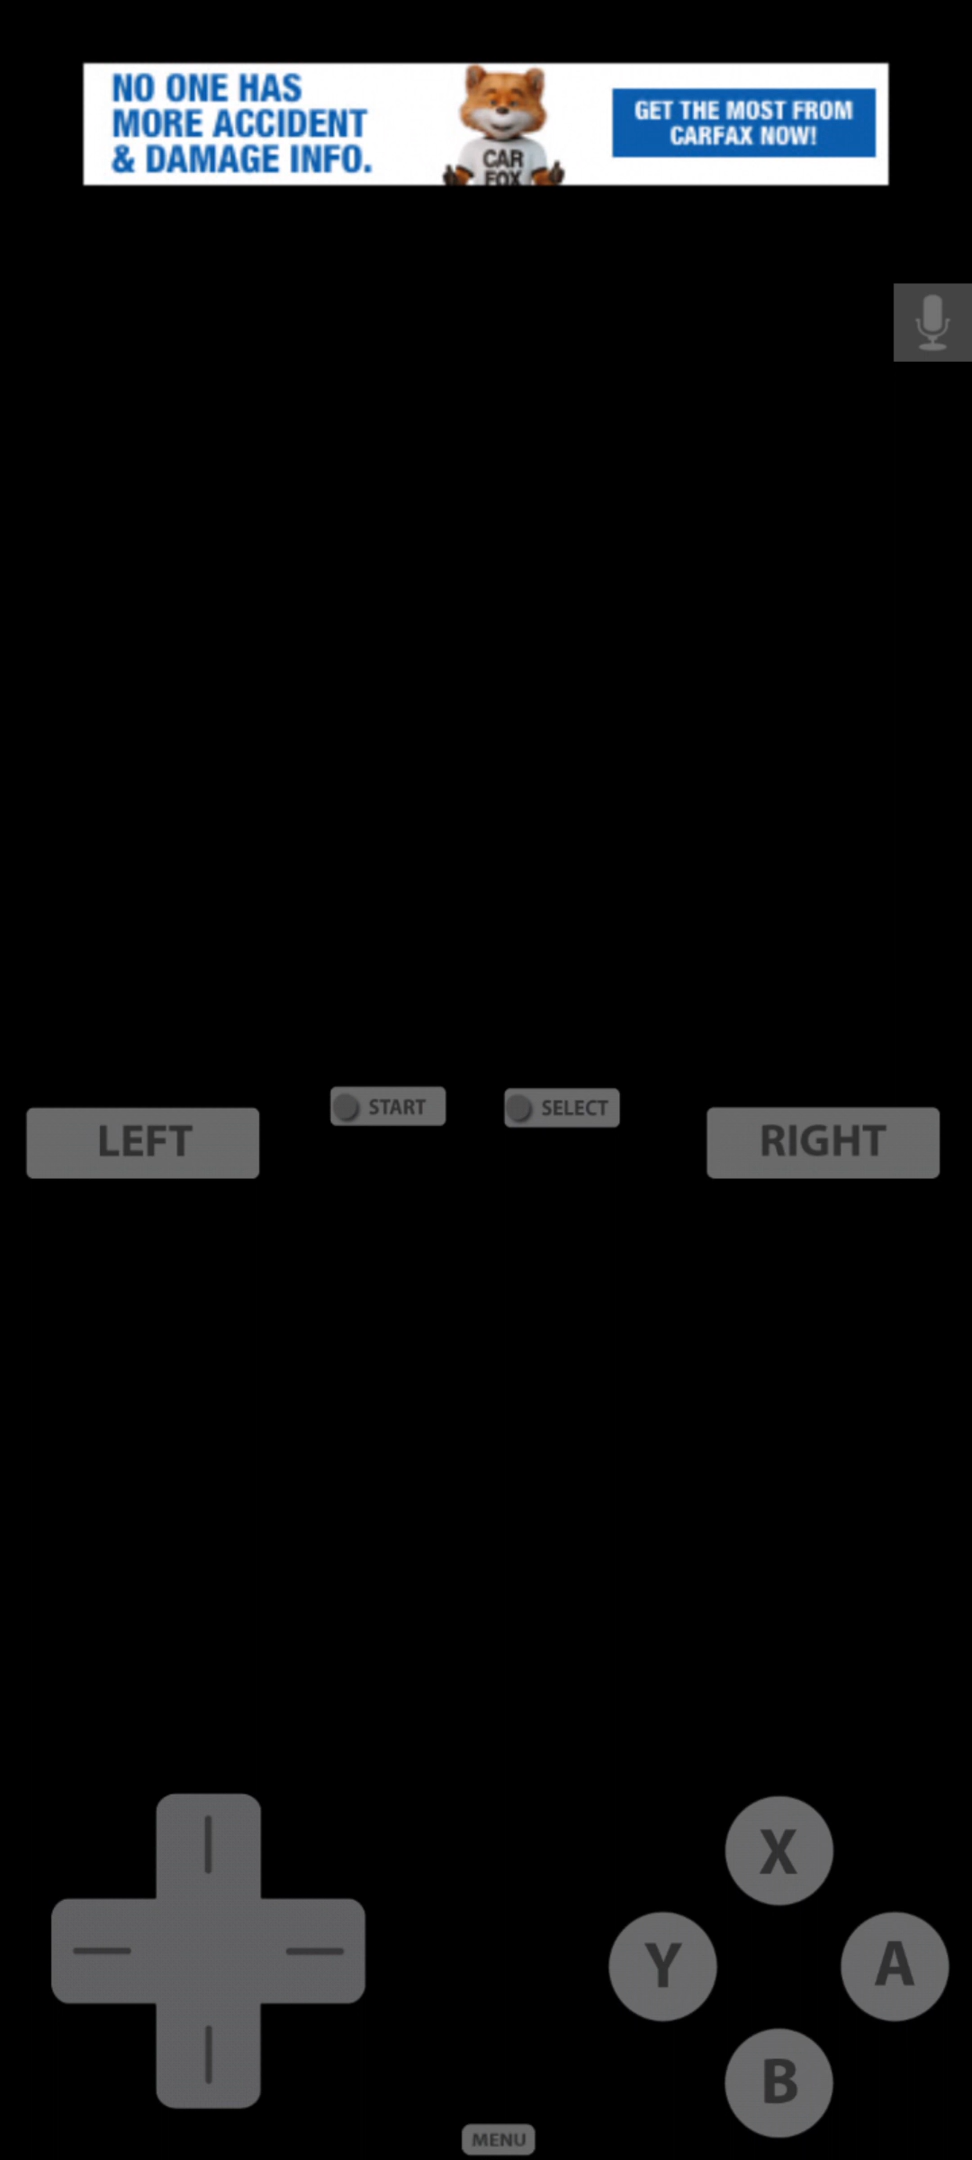 NO ONE HAS
MORE ACCIDENT
& DAMAGE INFO.
CAR
FOX
GET THE MOST FROM
CARFAX NOW!
START
SELECT
LEFT
RIGHT
X
Y
A
B
MENU